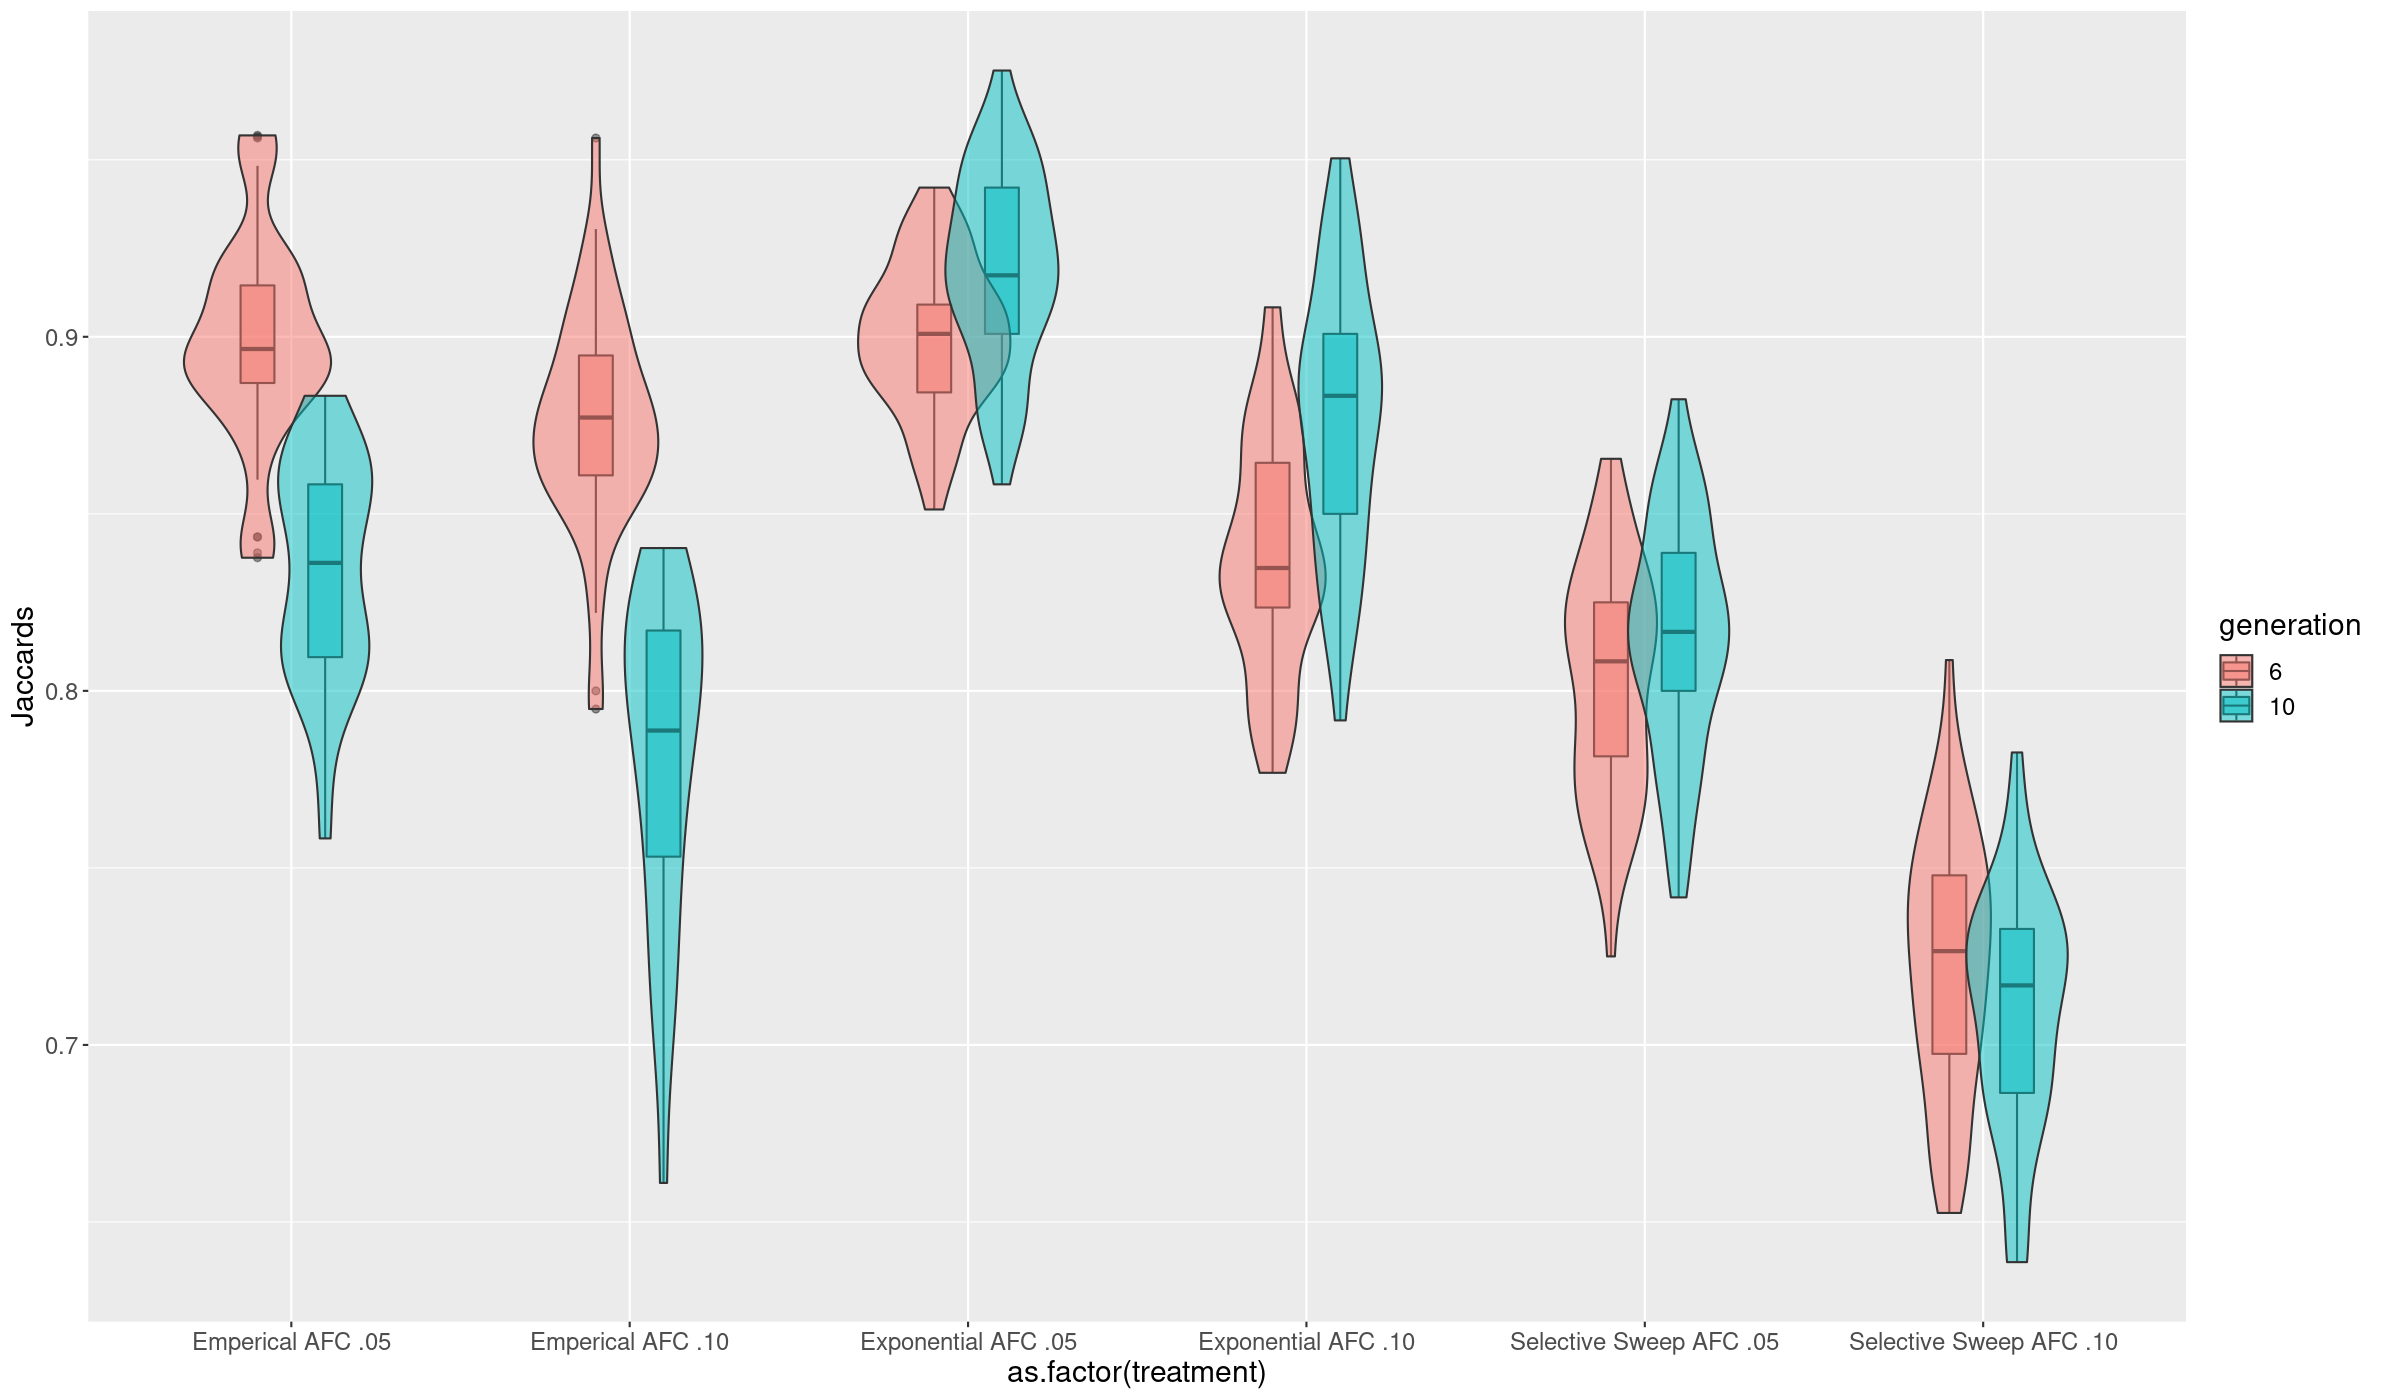 Jaccards
0.9
0.8
0.7
Emperical AFC .05
Emperical AFC .10
Exponential AFC .05
Exponential AFC .10
Selective Sweep AFC .05
Selective Sweep AFC .10
as.factor(treatment)
generation
6
10